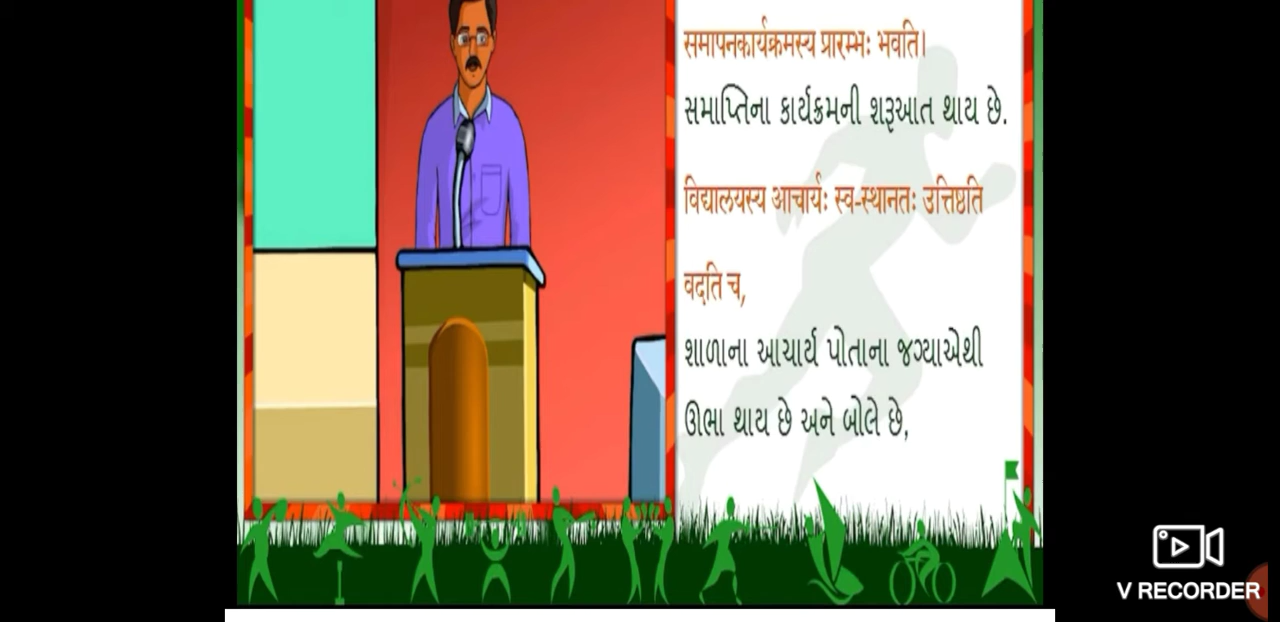 समापनकार्यक्रमस्य प्रारम्भः भवति।
સમાપ્તિના કાર્યક્રમની શરૂઆત થાય છે.
विद्यालयस्य आचार्यः स्व-स्थानतः उत्तिष्ठति
वदति च,
શાળાના આચાર્ય પોતાના જગ્યાએથી
ઊભા થાય છે અને બોલે છે,
V RECORDER